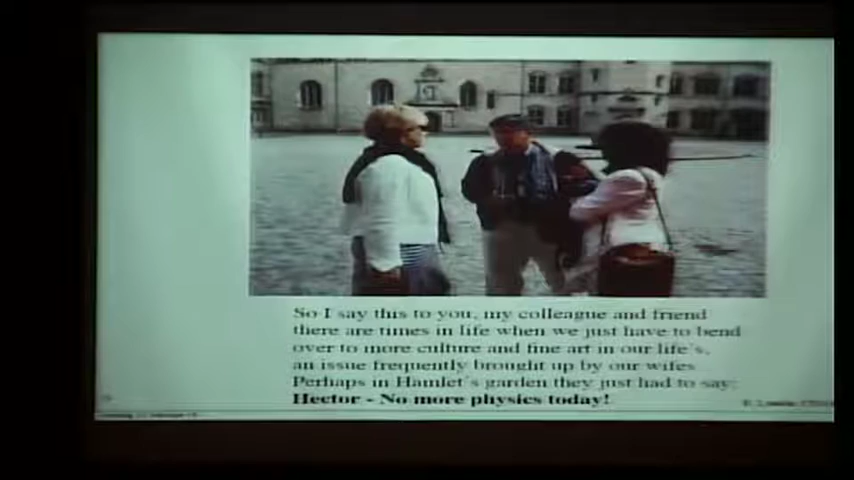 So I say this to you, my colleague and friend
there are times in life when we just have to bend
over to more culture and fine art in our life's,
an issue frequently brought up by our wifes.
Perhaps in Hamlet's garden they just had to say:
Hector - No more physics today!